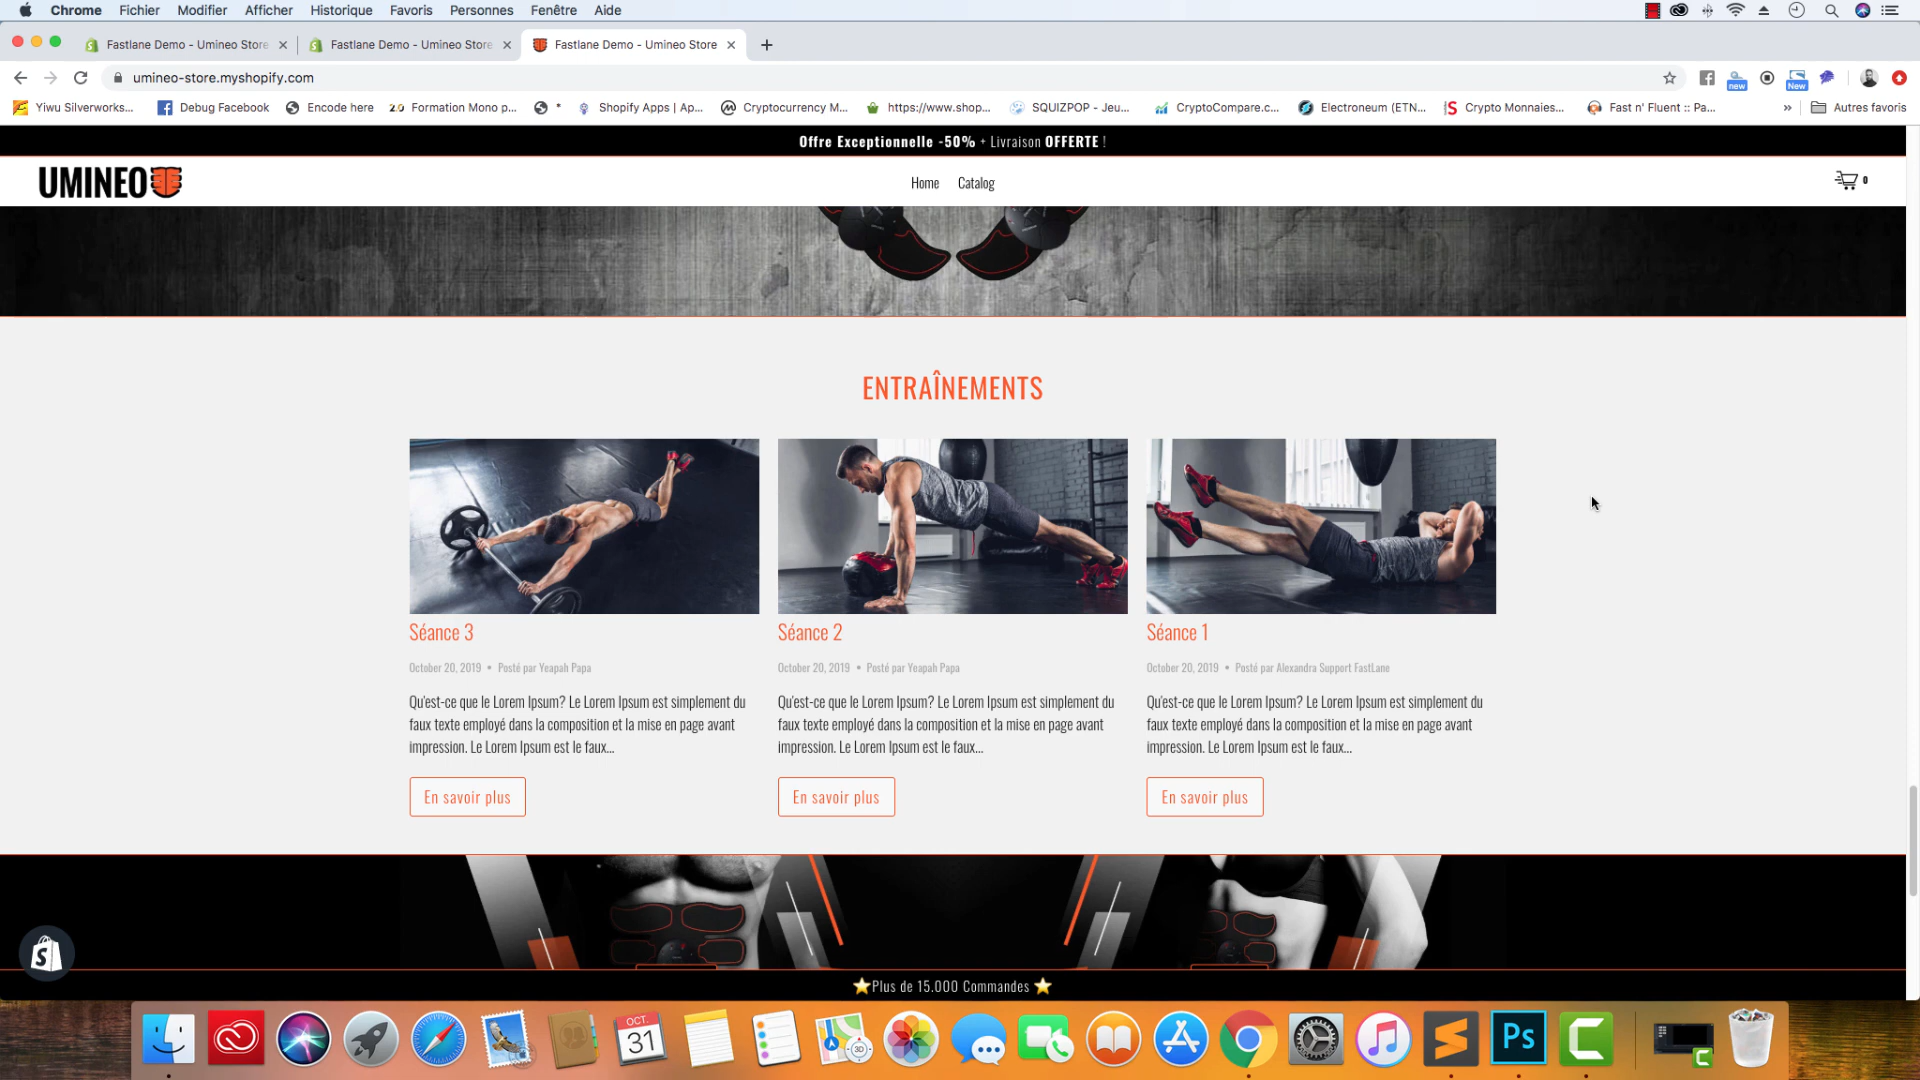 Chrome Fichier Modifier Afficher Historique Favoris Personnes Fenêtre Aide
Fastlane Demo - Umineo Store Fastlane Demo - Umineo Store Fastlane Demo - Umineo Store
umineo-store.myshopify.com
new New
Yiwu Silverworks... Debug Facebook Encode here 2.0 Formation Mono p... * Shopify Apps | Ap... Cryptocurrency M... https://www.shop... SQUIZPOP - Jeu... CryptoCompare.c... Electroneum (ETN... Crypto Monnaies... Fast n' Fluent :: Pa... » Autres favoris
Offre Exceptionnelle -50% + Livraison OFFERTE !
UMINEO Home Catalog 0
ENTRAÎNEMENTS
Séance 3
October 20, 2019 • Posté par Yeapah Papa
Qu'est-ce que le Lorem Ipsum? Le Lorem Ipsum est simplement du
faux texte employé dans la composition et la mise en page avant
impression. Le Lorem Ipsum est le faux...
En savoir plus
Séance 2
October 20, 2019 • Posté par Yeapah Papa
Qu'est-ce que le Lorem Ipsum? Le Lorem Ipsum est simplement du
faux texte employé dans la composition et la mise en page avant
impression. Le Lorem Ipsum est le faux...
En savoir plus
Séance 1
October 20, 2019 • Posté par Alexandra Support FastLane
Qu'est-ce que le Lorem Ipsum? Le Lorem Ipsum est simplement du
faux texte employé dans la composition et la mise en page avant
impression. Le Lorem Ipsum est le faux...
En savoir plus
⭐Plus de 15.000 Commandes ⭐
OCT.
31
3D
Ps